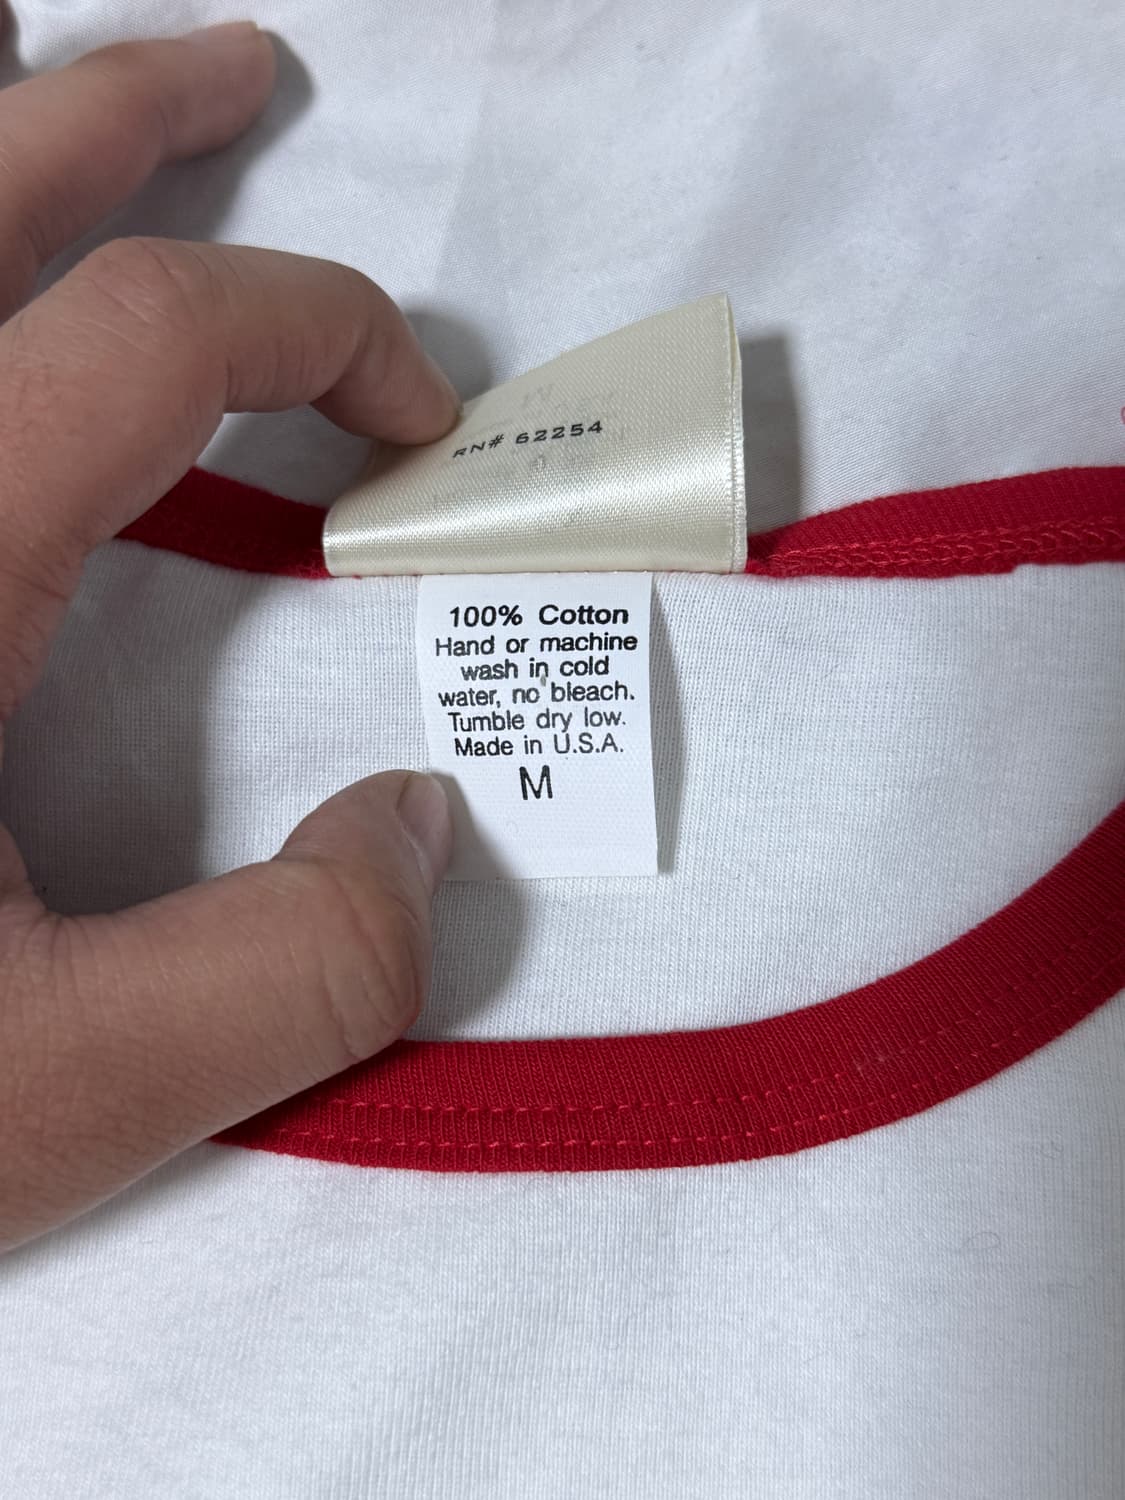 RN# 62254
100% Cotton
Hand or machine
wash in cold
water, no bleach.
Tumble dry low.
Made in U.S.A.
M